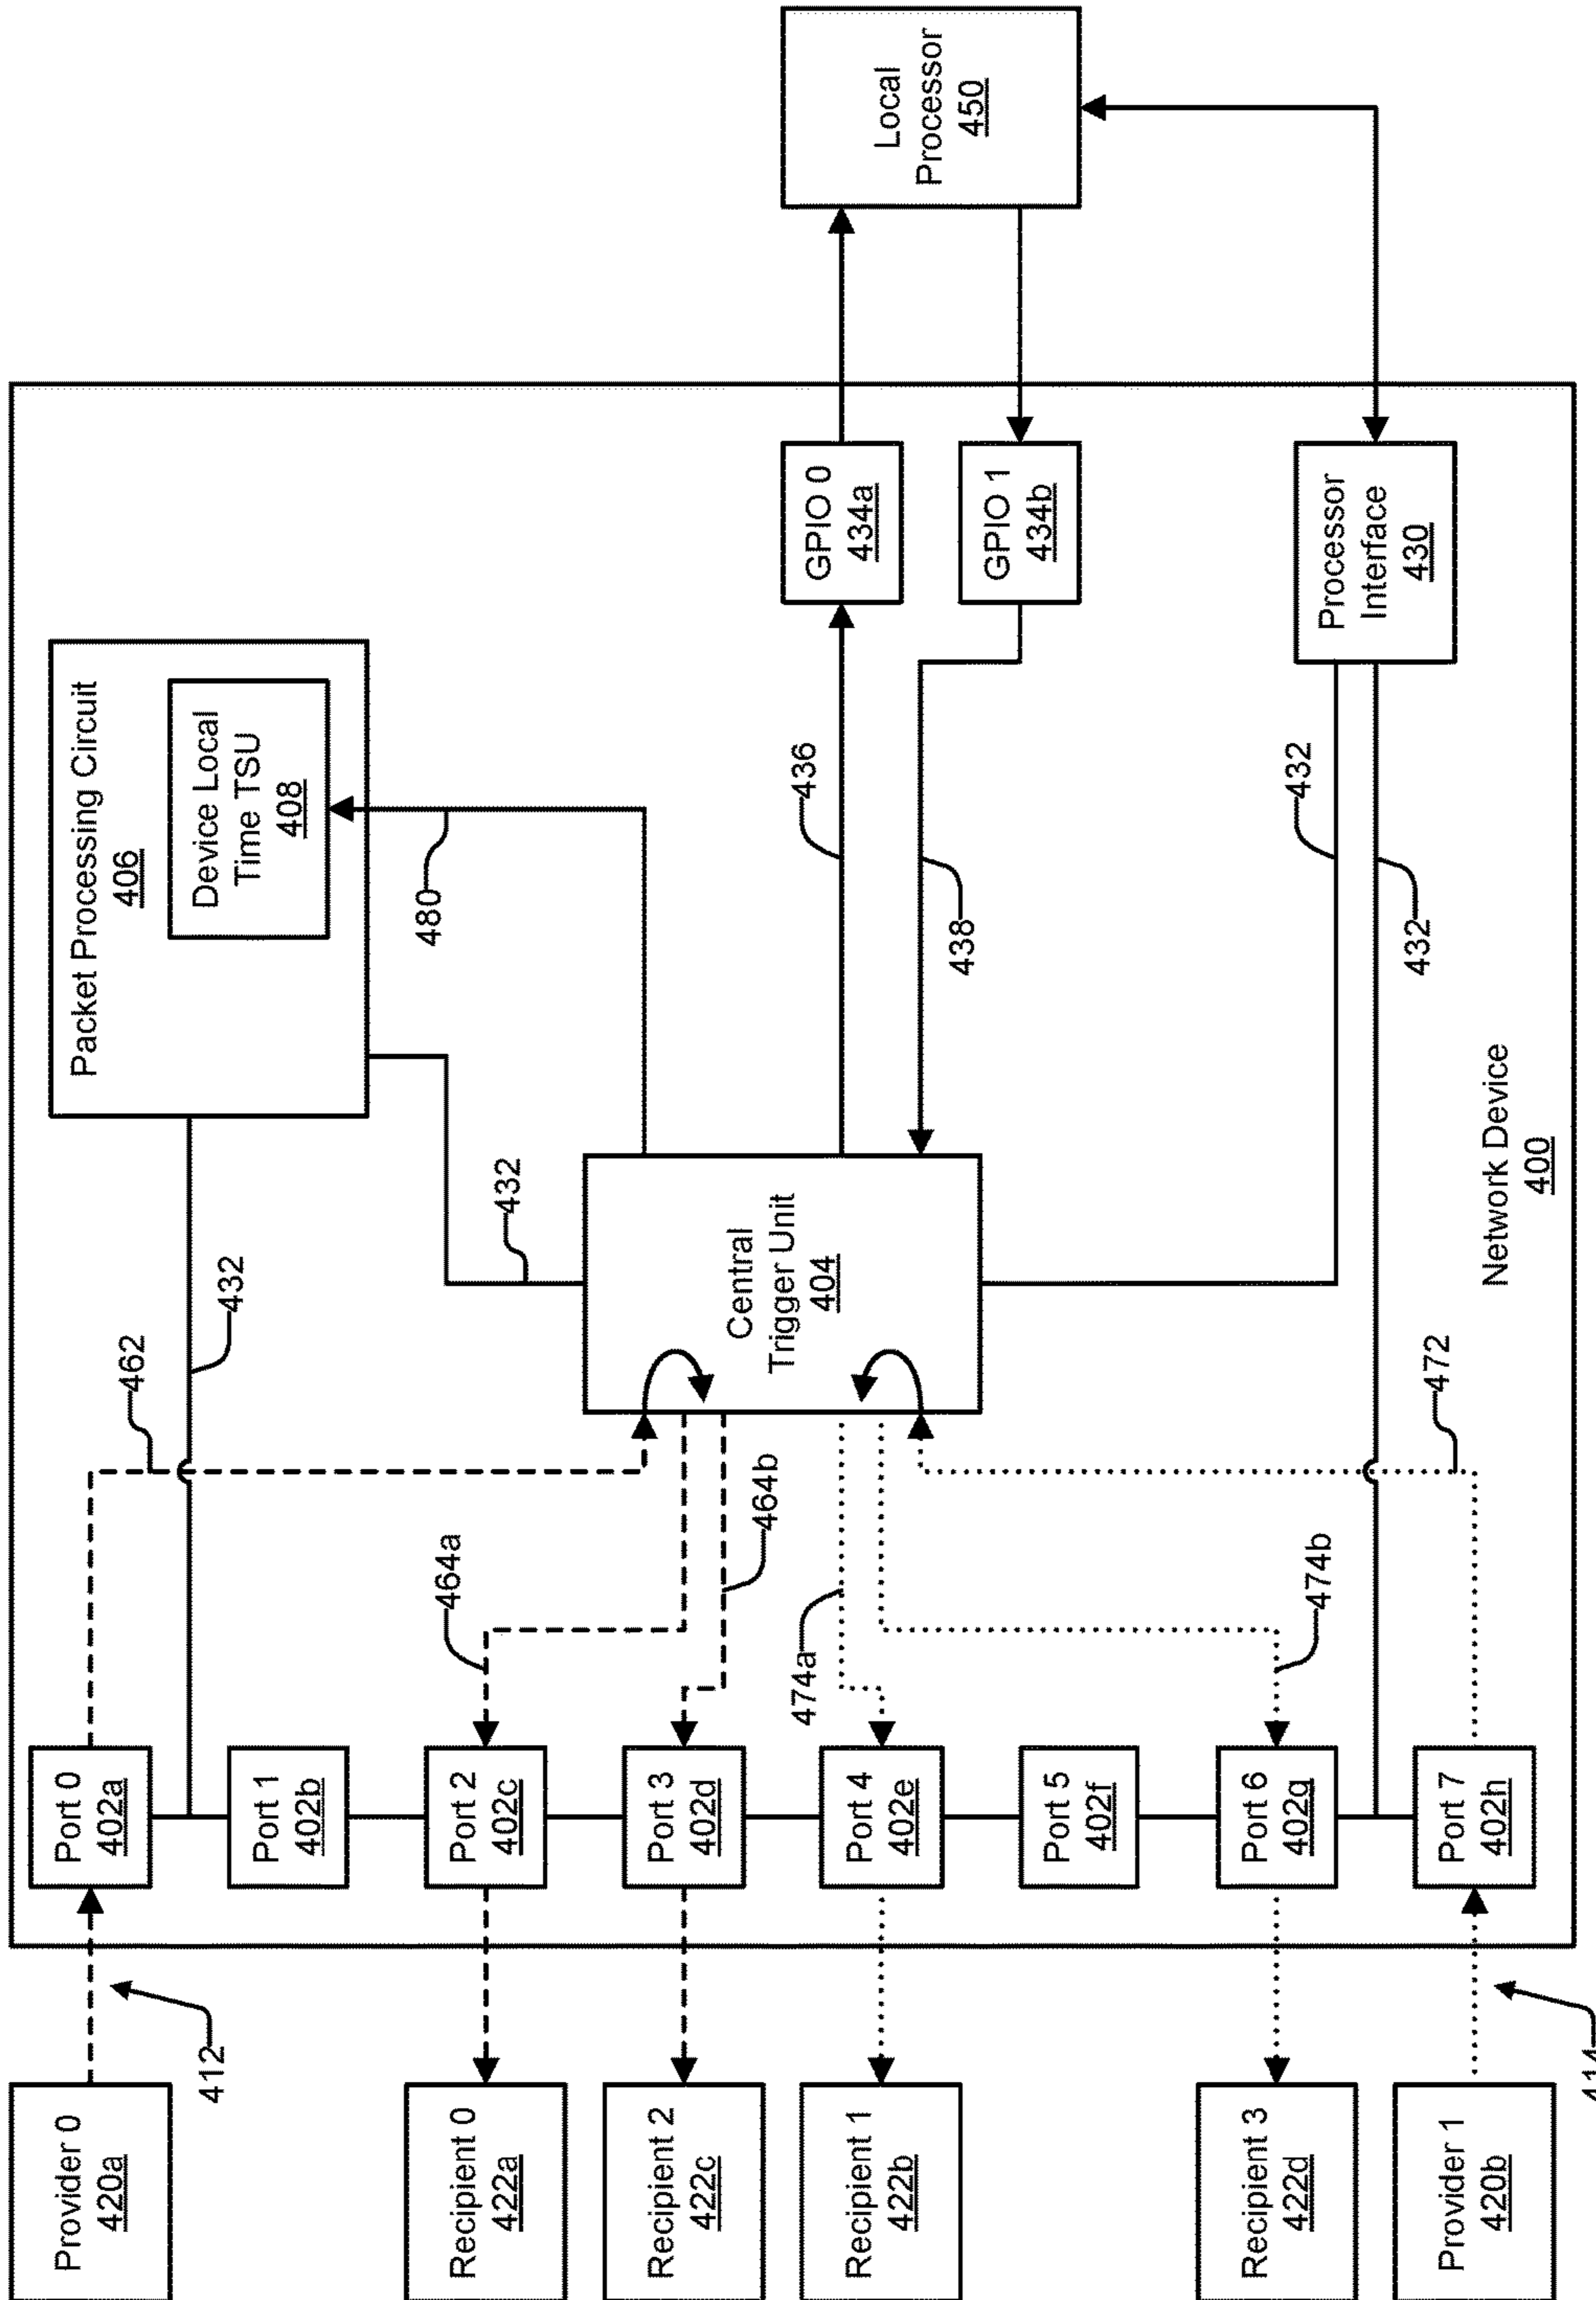 Provider 0
420a
412
Recipient 0
422a
Recipient 2
422c
Recipient 1
422b
Recipient 3
422d
Provider 1
420b
414
Port 0
402a
Port 1
402b
Port 2
402c
Port 3
402d
Port 4
402e
Port 5
402f
Port 6
402g
Port 7
402h
462
432
464a
464b
474a
474b
472
432
Central
Trigger Unit
404
Packet Processing Circuit
406
Device Local
Time TSU
408
480
436
438
432
432
Network Device
400
GPIO 0
434a
GPIO 1
434b
Processor
Interface
430
Local
Processor
450